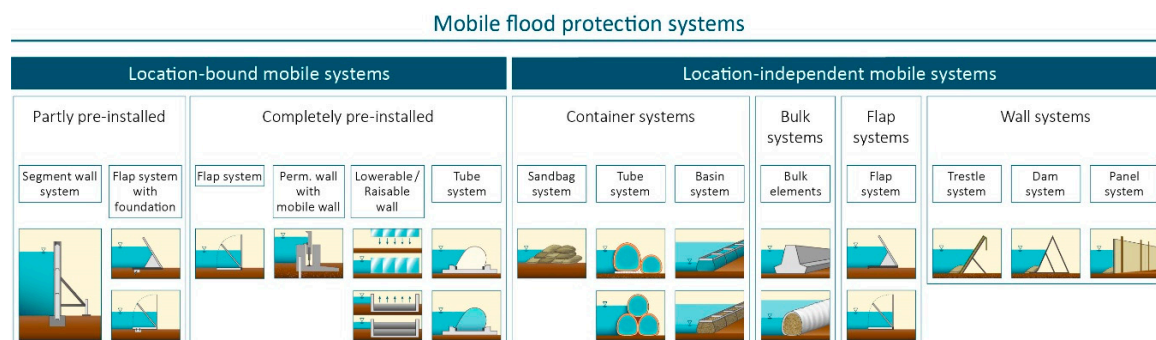 Mobile flood protection systems
Location-bound mobile systems
Location-independent mobile systems
Partly pre-installed
Completely pre-installed
Container systems
Bulk
systems
Flap
systems
Wall systems
Segment wall
system
Flap system
with
foundation
Flap system
Perm. wall
with
mobile wall
Lowerable/
Raisable
wall
Tube
system
Sandbag
system
Tube
system
Basin
system
Bulk
elements
Flap
system
Trestle
system
Dam
system
Panel
system